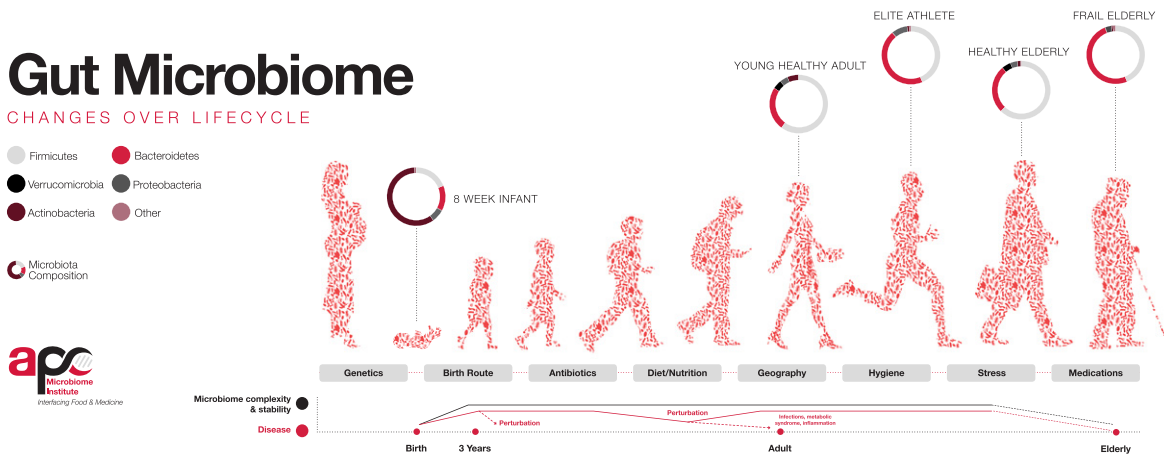 Gut Microbiome
CHANGES OVER LIFECYCLE
Firmicutes
Bacteroidetes
Verrucomicrobia
Proteobacteria
Actinobacteria
Other
Microbiota
Composition
8 WEEK INFANT
YOUNG HEALTHY ADULT
ELITE ATHLETE
HEALTHY ELDERLY
FRAIL ELDERLY
apc
Microbiome
Institute
Interfacing Food & Medicine
Genetics
Birth Route
Antibiotics
Diet/Nutrition
Geography
Hygiene
Stress
Medications
Microbiome complexity
& stability
Disease
Perturbation
Perturbation
Infections, metabolic
syndrome, inflammation
Birth
3 Years
Adult
Elderly